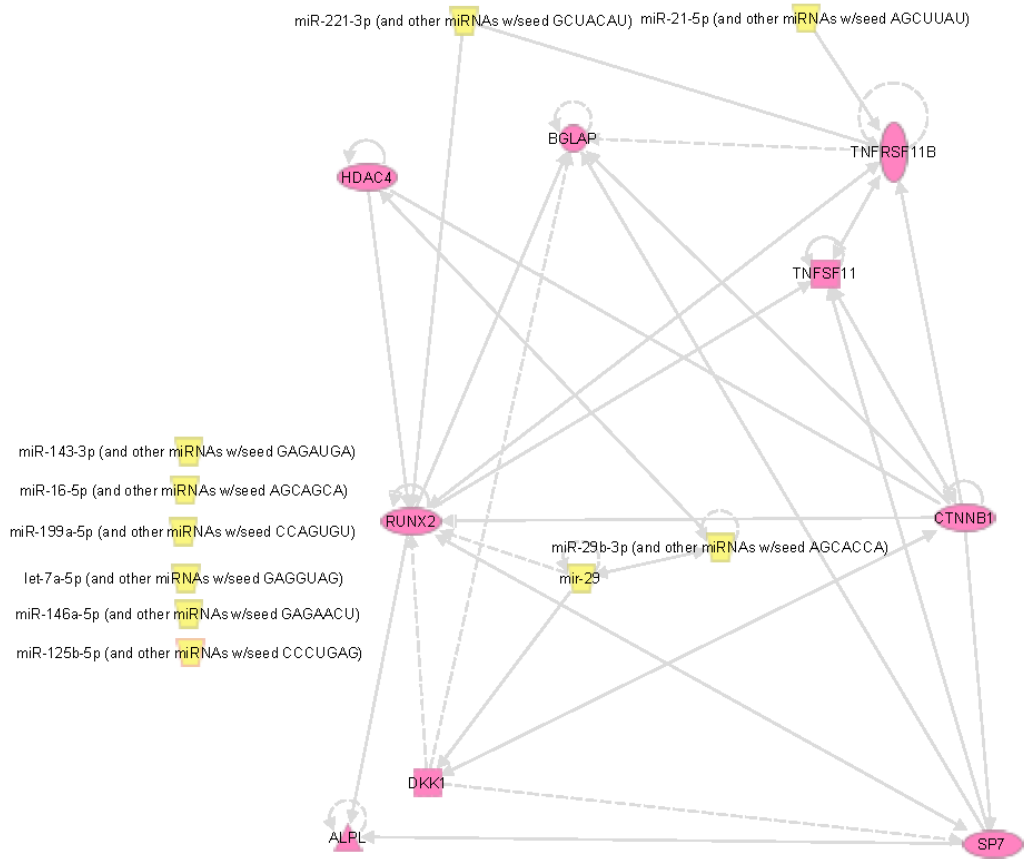 miR-221-3p (and other miRNAs w/seed GCUACAU)
miR-21-5p (and other miRNAs w/seed AGCUUAU)
BGLAP
TNFRSF11B
HDAC4
TNFSF11
miR-143-3p (and other miRNAs w/seed GAGAUGA)
miR-16-5p (and other miRNAs w/seed AGCAGCA)
RUNX2
CTNNB1
miR-199a-5p (and other miRNAs w/seed CCAGUGU)
miR-29b-3p (and other miRNAs w/seed AGCACCA)
let-7a-5p (and other miRNAs w/seed GAGGUAG)
mir-29
miR-146a-5p (and other miRNAs w/seed GAGAACU)
miR-125b-5p (and other miRNAs w/seed CCCUGAG)
DKK1
ALPL
SP7